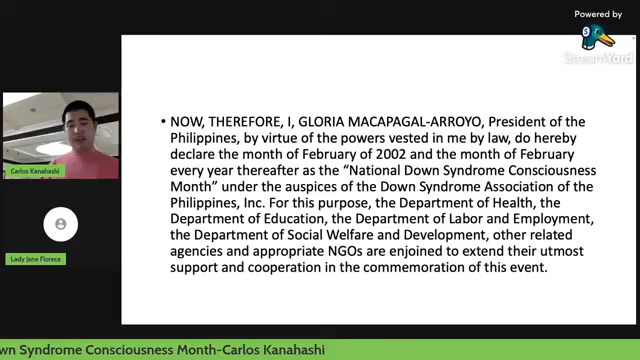 Powered by
S
StreamYard
• NOW, THEREFORE, I, GLORIA MACAPAGAL-ARROYO, President of the
Philippines, by virtue of the powers vested in me by law, do hereby
declare the month of February of 2002 and the month of February
every year thereafter as the “National Down Syndrome Consciousness
Month” under the auspices of the Down Syndrome Association of the
Philippines, Inc. For this purpose, the Department of Health, the
Department of Education, the Department of Labor and Employment,
the Department of Social Welfare and Development, other related
agencies and appropriate NGOs are enjoined to extend their utmost
support and cooperation in the commemoration of this event.
Carlos Kanahashi
Lady Jane Florece
wn Syndrome Consciousness Month-Carlos Kanahashi